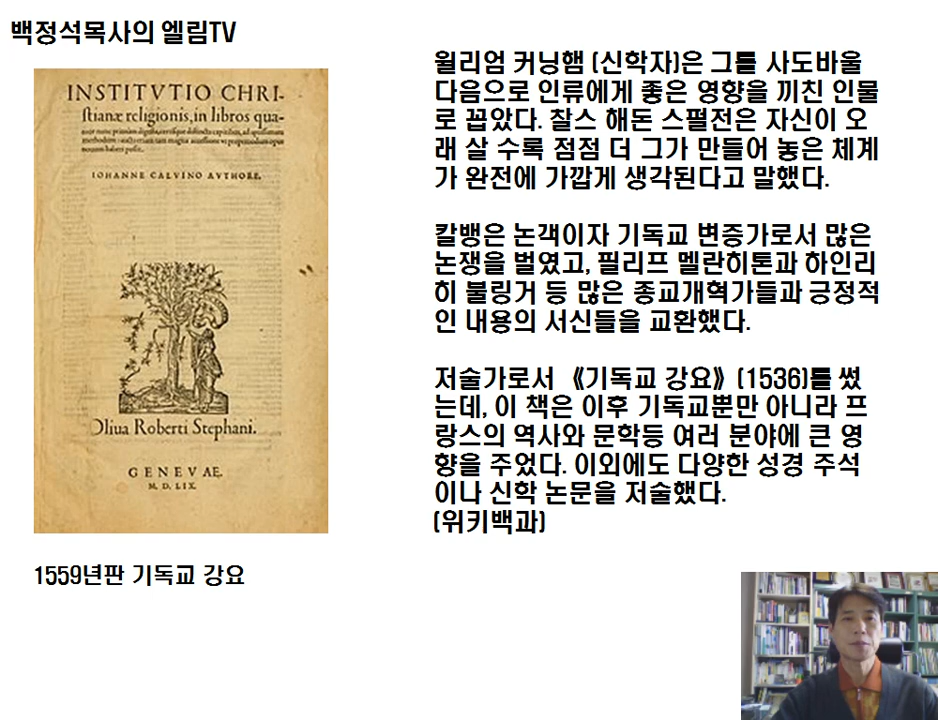 백정석목사의 엘림TV
INSTITVTIO CHRI-
stianæ religionis, in libros qua-
IOHANNE CALVINO AVTHORE.
Oliua Roberti Stephani.
GENEVAE.
M. D. LIX.
1559년판 기독교 강요
윌리엄 커닝햄 (신학자)은 그를 사도바울
다음으로 인류에게 좋은 영향을 끼친 인물
로 꼽았다. 찰스 해돈 스펄전은 자신이 오
래 살 수록 점점 더 그가 만들어 놓은 체계
가 완전에 가깝게 생각된다고 말했다.
칼뱅은 논객이자 기독교 변증가로서 많은
논쟁을 벌였고, 필리프 멜란히톤과 하인리
히 불링거 등 많은 종교개혁가들과 긍정적
인 내용의 서신들을 교환했다.
저술가로서 《기독교 강요》(1536)를 썼
는데, 이 책은 이후 기독교뿐만 아니라 프
랑스의 역사와 문학등 여러 분야에 큰 영
향을 주었다. 이외에도 다양한 성경 주석
이나 신학 논문을 저술했다.
(위키백과)